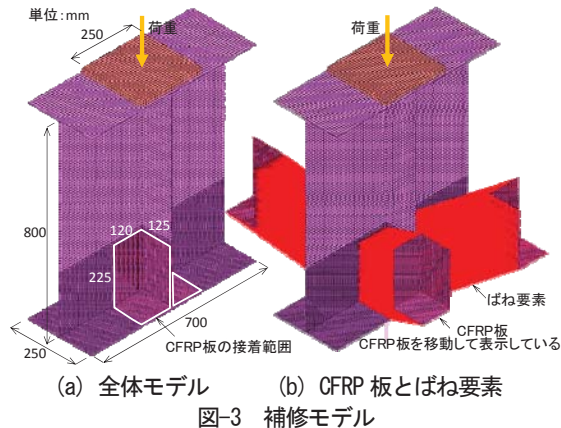 単位：mm
250
荷重
荷重
800
120 125
225
700
250
CFRP板の接着範囲
ばね要素
CFRP板
CFRP板を移動して表示している
(a) 全体モデル
(b) CFRP 板とばね要素
図-3 補修モデル